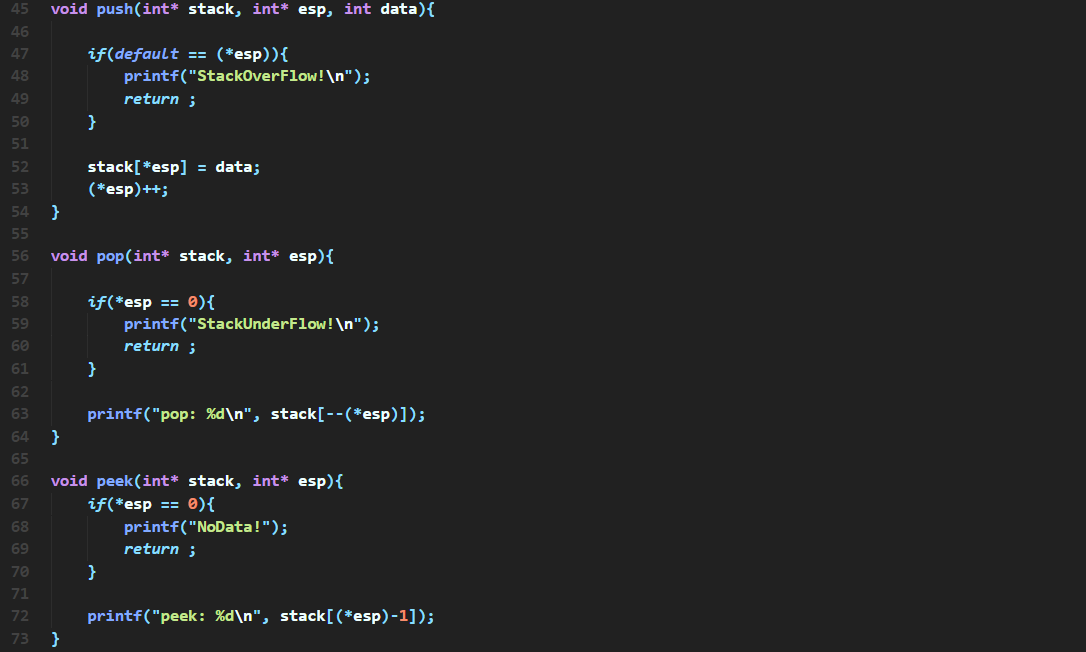 45 void push(int* stack, int* esp, int data){
46
47     if(default == (*esp)){
48         printf("StackOverFlow!\n");
49         return ;
50     }
51
52     stack[*esp] = data;
53     (*esp)++;
54 }
55
56 void pop(int* stack, int* esp){
57
58     if(*esp == 0){
59         printf("StackUnderFlow!\n");
60         return ;
61     }
62
63     printf("pop: %d\n", stack[--(*esp)]);
64 }
65
66 void peek(int* stack, int* esp){
67     if(*esp == 0){
68         printf("NoData!");
69         return ;
70     }
71
72     printf("peek: %d\n", stack[(*esp)-1]);
73 }